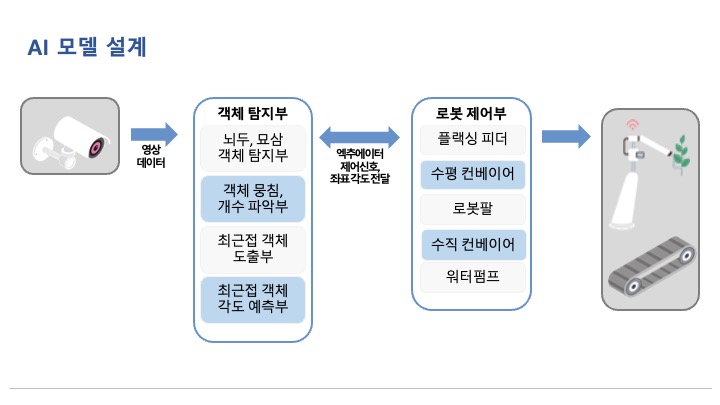 AI 모델 설계
영상
데이터
객체 탐지부
뇌두, 묘삼
객체 탐지부
객체 뭉침,
개수 파악부
최근접 객체
도출부
최근접 객체
각도 예측부
엑추에이터
제어신호,
좌표 각도 전달
로봇 제어부
플랙싱 피더
수평 컨베이어
로봇팔
수직 컨베이어
워터펌프